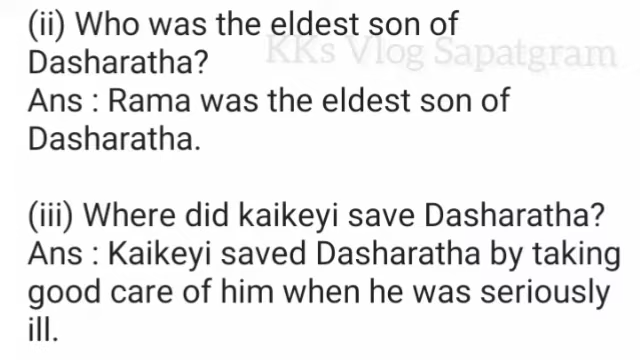 (ii) Who was the eldest son of
KKs Vlog Sapatgram
Dasharatha?
Ans : Rama was the eldest son of
Dasharatha.
(iii) Where did kaikeyi save Dasharatha?
Ans : Kaikeyi saved Dasharatha by taking
good care of him when he was seriously
ill.